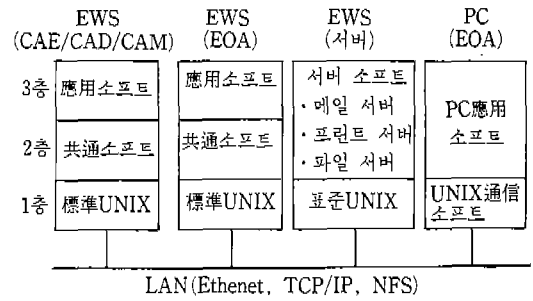 EWS
(CAE/CAD/CAM)
EWS
(EOA)
EWS
(서버)
PC
(EOA)
3층
2층
1층
應用소프트
共通소프트
標準UNIX
應用소프트
共通소프트
標準UNIX
서버 소프트
· 메일 서버
· 프린트 서버
· 파일 서버
표준UNIX
PC應用
소프트
UNIX通信
소프트
LAN(Ethenet, TCP/IP, NFS)